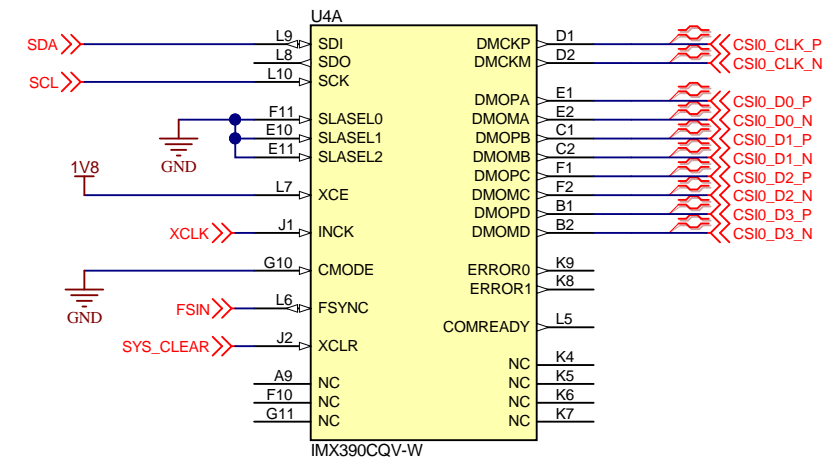 U4A
SDA L9 SDI DMCKP D1 CSI0_CLK_P
L8 SDO DMCKM D2 CSI0_CLK_N
SCL L10 SCK
DMOPA E1 CSI0_D0_P
F11 SLASEL0 DMOMA E2 CSI0_D0_N
E10 SLASEL1 DMOPB C1 CSI0_D1_P
GND E11 SLASEL2 DMOMB C2 CSI0_D1_N
1V8 DMOPC F1 CSI0_D2_P
L7 XCE DMOMC F2 CSI0_D2_N
DMOPD B1 CSI0_D3_P
XCLK J1 INCK DMOMD B2 CSI0_D3_N
G10 CMODE ERROR0 K9
ERROR1 K8
GND FSIN L6 FSYNC
COMREADY L5
SYS_CLEAR J2 XCLR
NC K4
A9 NC NC K5
F10 NC NC K6
G11 NC NC K7
IMX390CQV-W